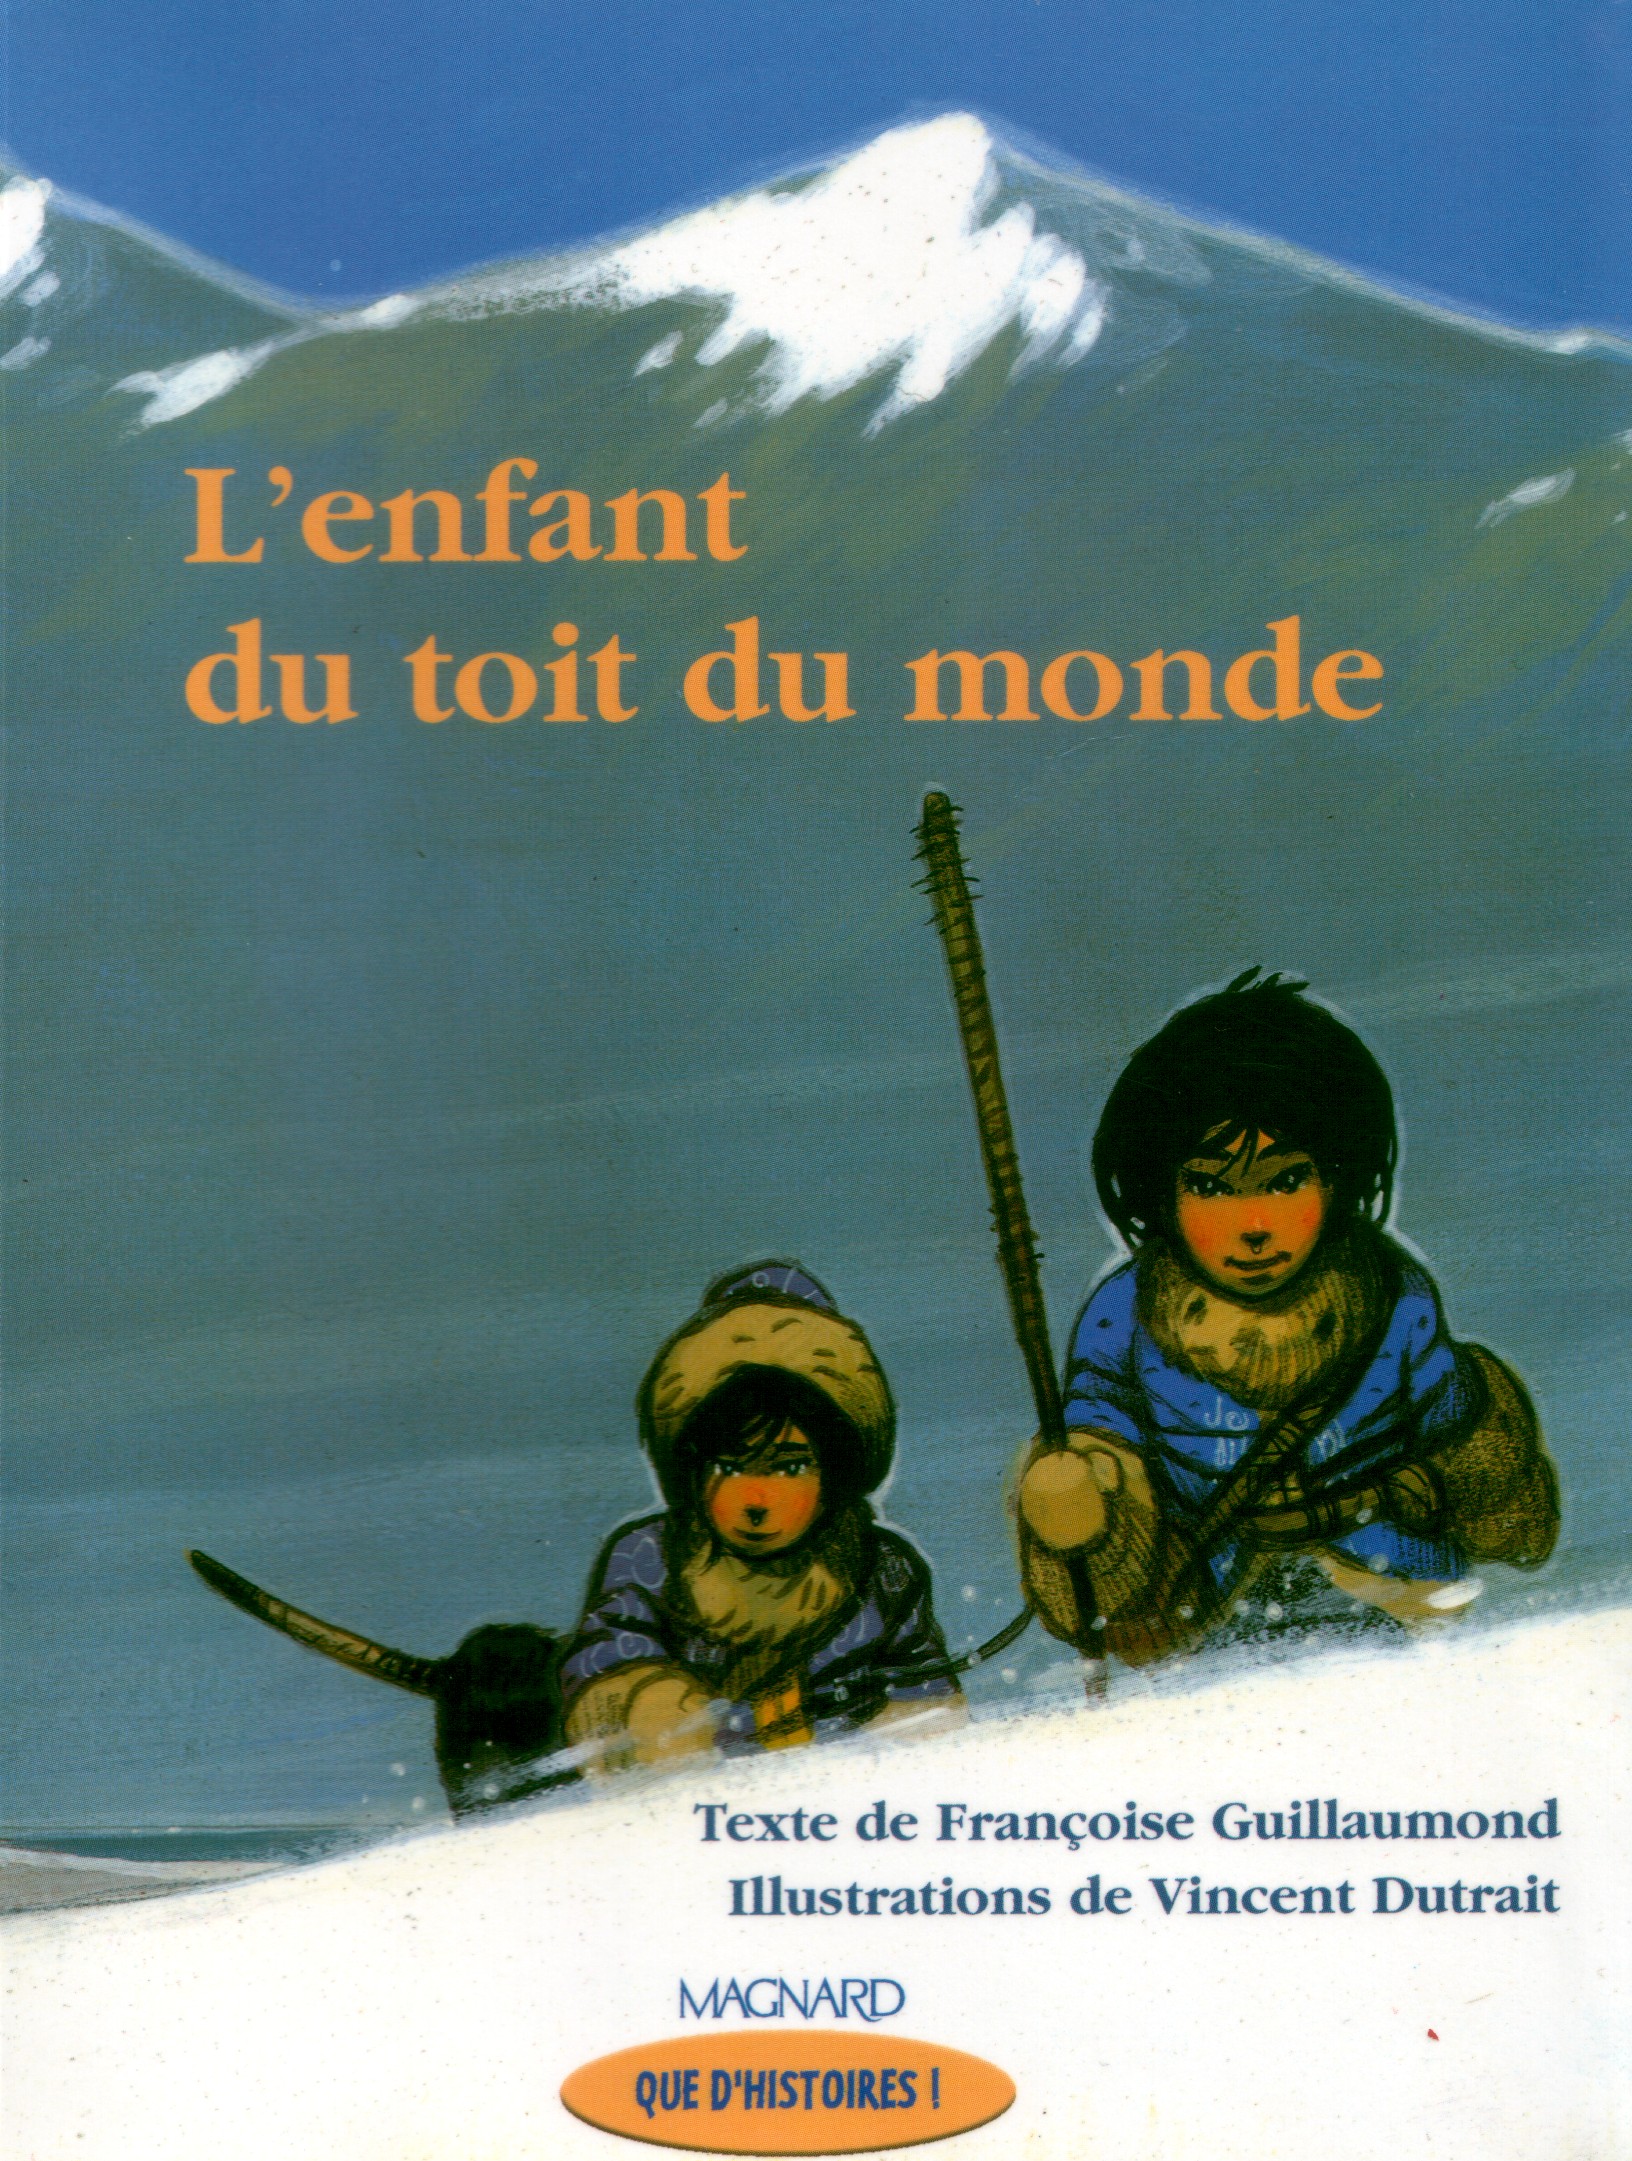 L'enfant
du toit du monde
Texte de Françoise Guillaumond
Illustrations de Vincent Dutrait
MAGNARD
QUE D'HISTOIRES !